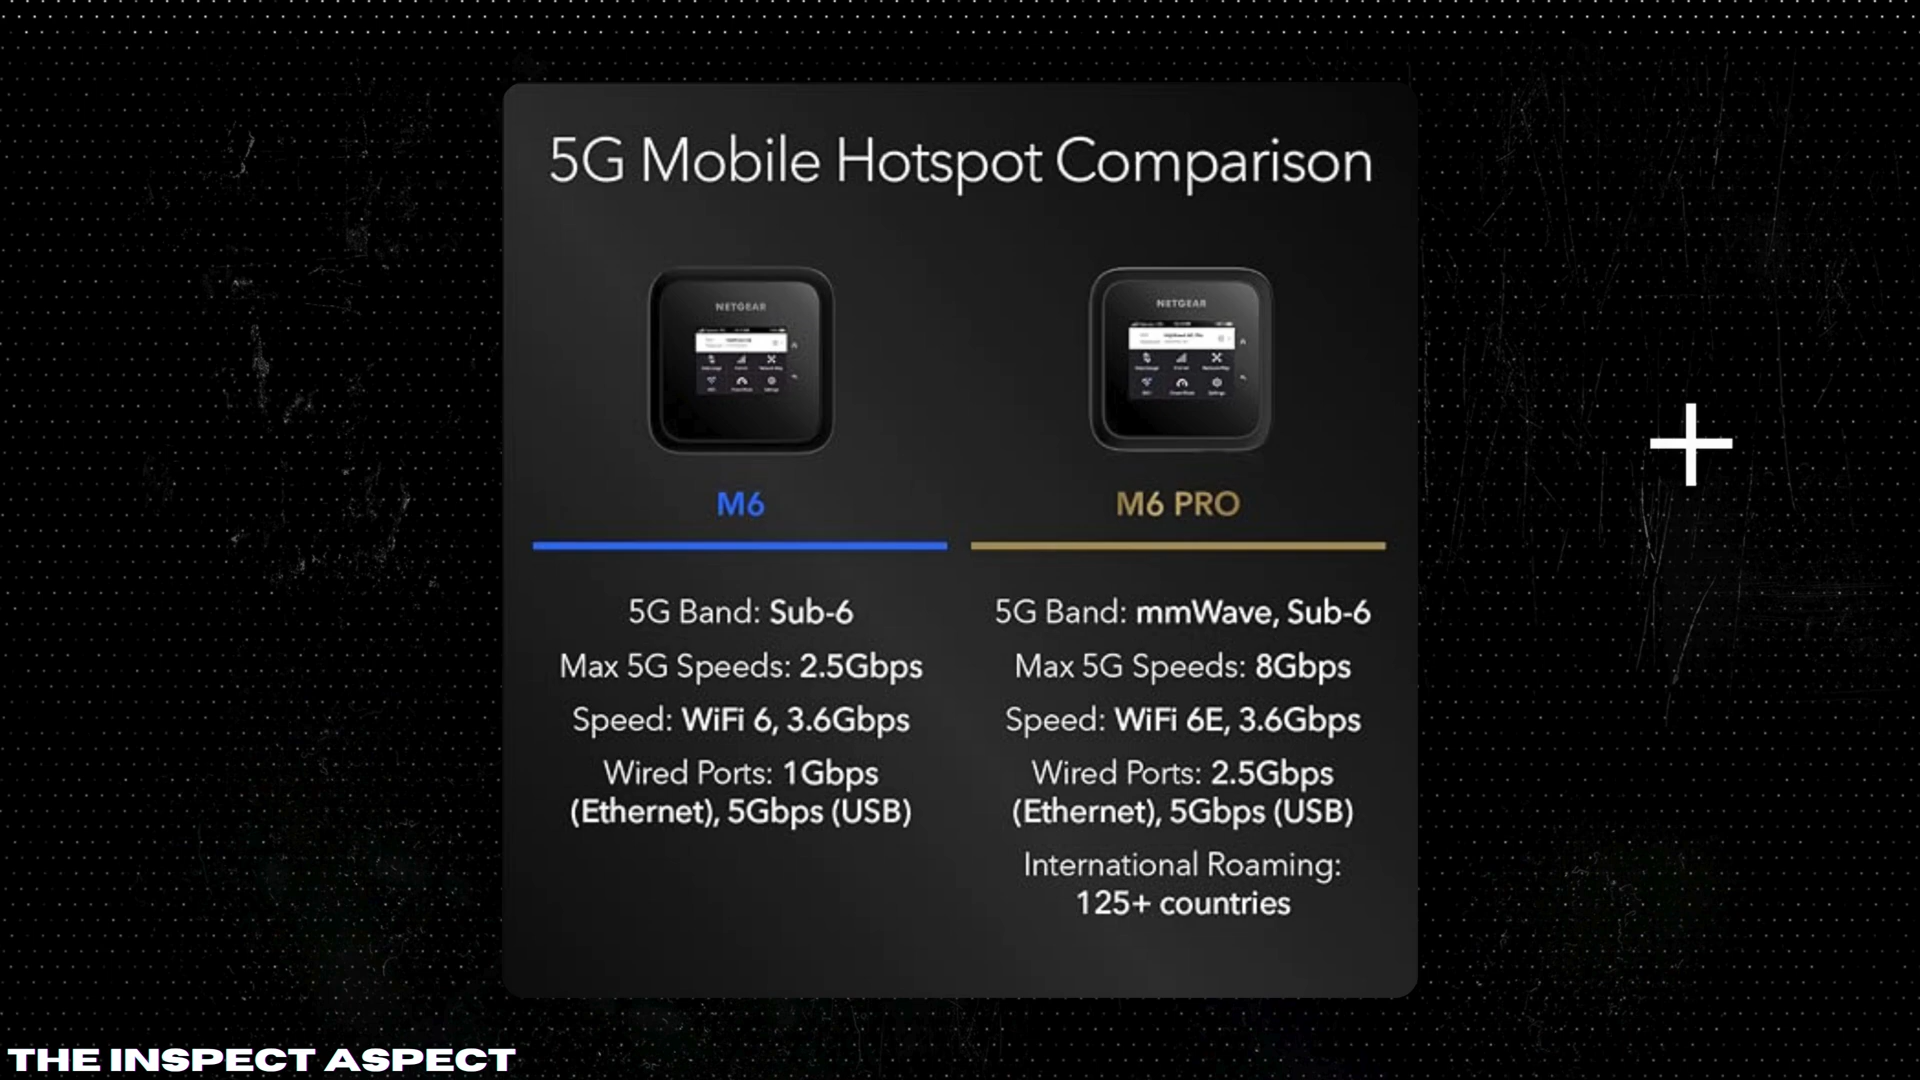 5G Mobile Hotspot Comparison
NETGEAR
NETGEAR
M6
M6 PRO
5G Band: Sub-6
Max 5G Speeds: 2.5Gbps
Speed: WiFi 6, 3.6Gbps
Wired Ports: 1Gbps
(Ethernet), 5Gbps (USB)
5G Band: mmWave, Sub-6
Max 5G Speeds: 8Gbps
Speed: WiFi 6E, 3.6Gbps
Wired Ports: 2.5Gbps
(Ethernet), 5Gbps (USB)
International Roaming:
125+ countries
THE INSPECT ASPECT